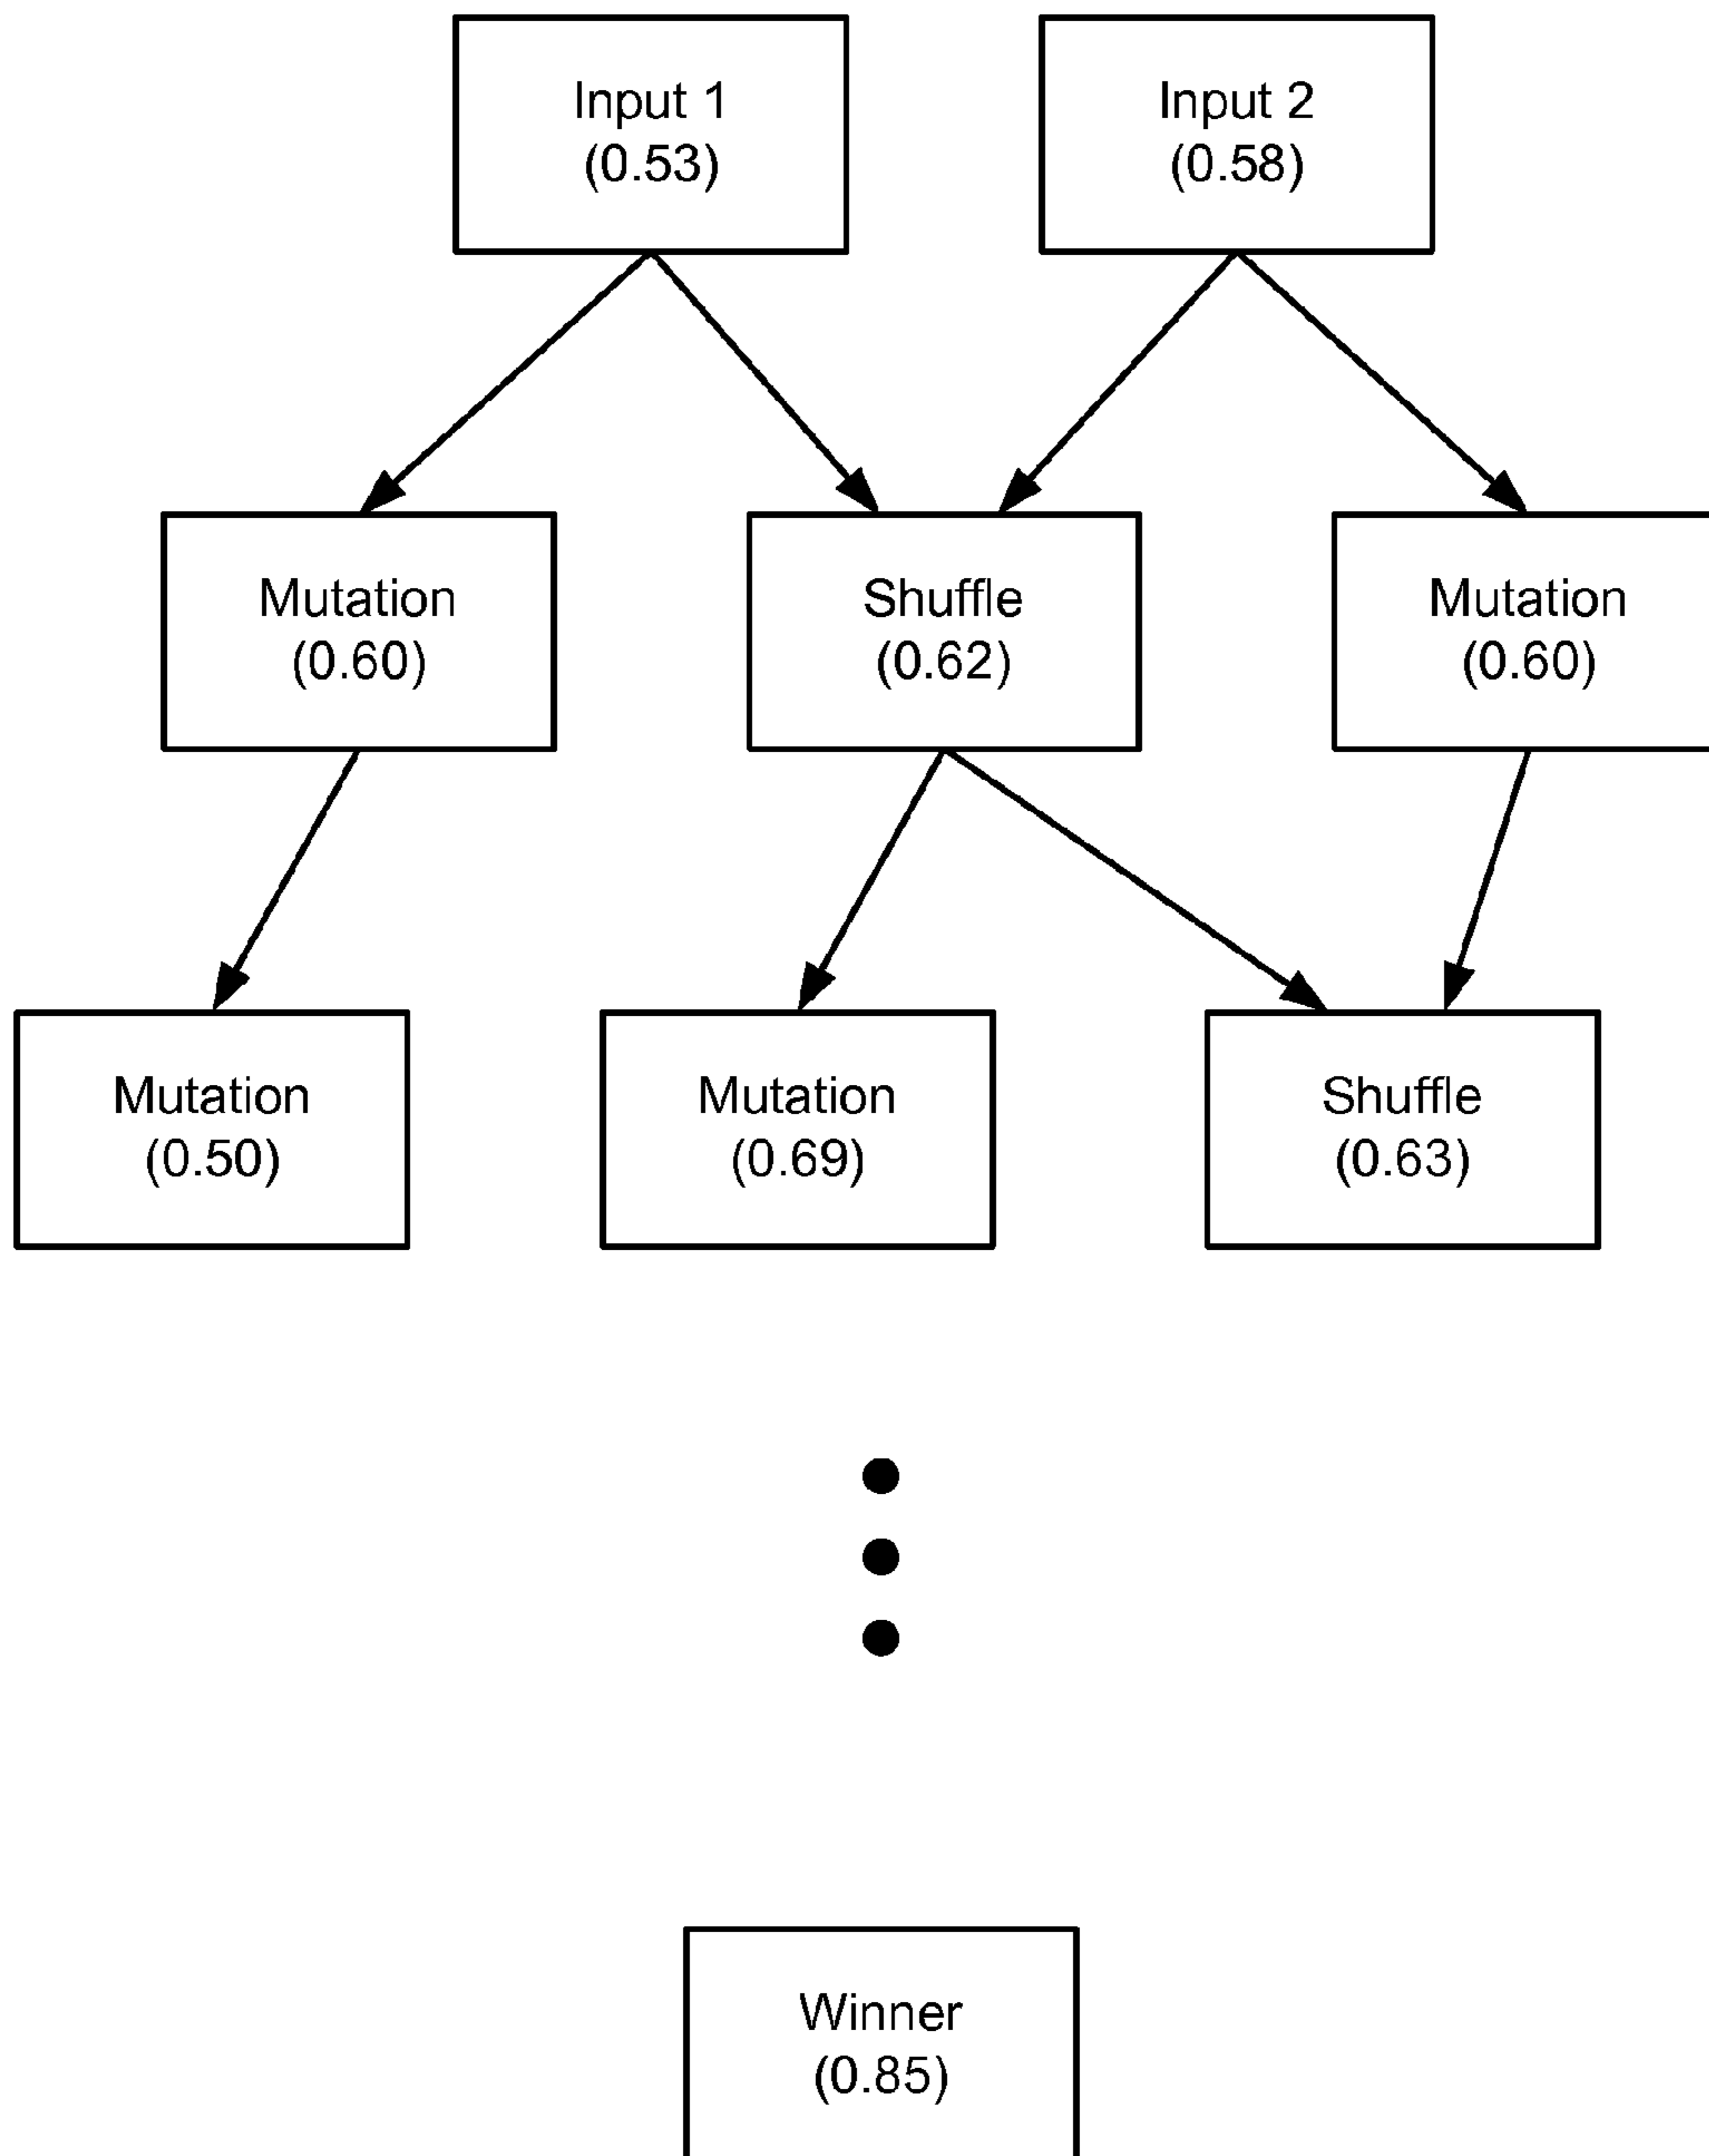 Input 1
(0.53)
Input 2
(0.58)
Mutation
(0.60)
Shuffle
(0.62)
Mutation
(0.60)
Mutation
(0.50)
Mutation
(0.69)
Shuffle
(0.63)
Winner
(0.85)